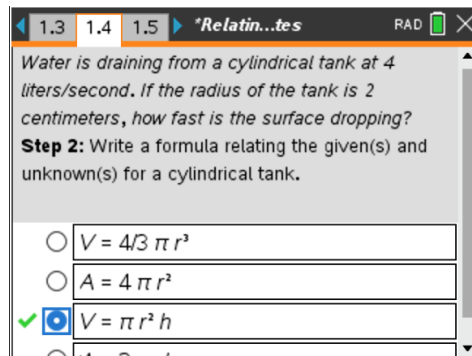 1.3 1.4 1.5 *Relatin...tes RAD
Water is draining from a cylindrical tank at 4
liters/second. If the radius of the tank is 2
centimeters, how fast is the surface dropping?
Step 2: Write a formula relating the given(s) and
unknown(s) for a cylindrical tank.
V = 4/3 π r³
A = 4 π r²
V = π r² h